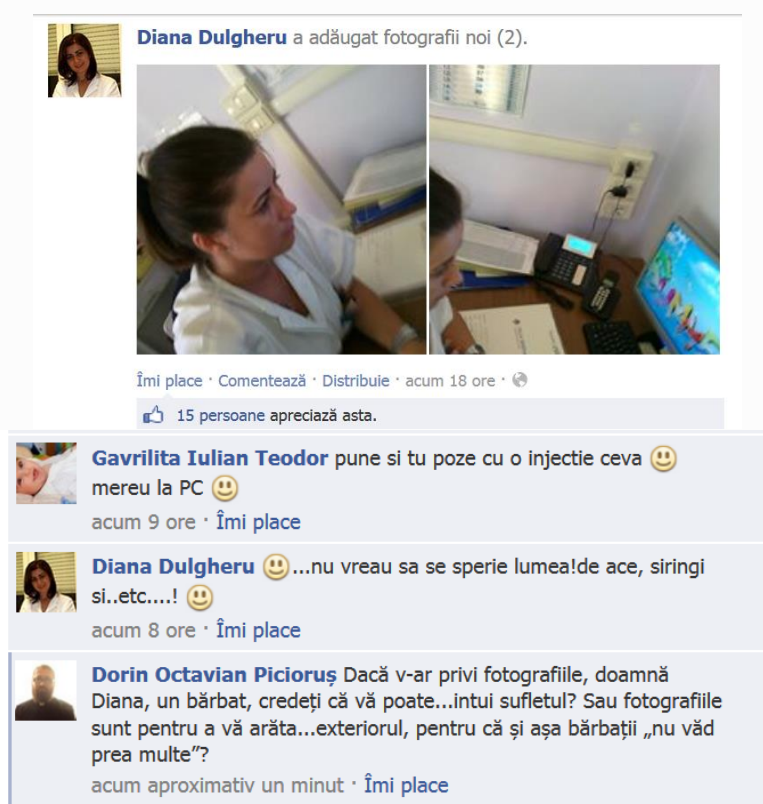 Diana Dulgheru a adăugat fotografii noi (2).
Îmi place · Comentează · Distribuie · acum 18 ore ·
15 persoane apreciază asta.
Gavrilita Iulian Teodor pune si tu poze cu o injectie ceva
mereu la PC
acum 9 ore · Îmi place
Diana Dulgheru ...nu vreau sa se sperie lumea!de ace, siringi
si..etc....!
acum 8 ore · Îmi place
Dorin Octavian Picioruș Dacă v-ar privi fotografiile, doamnă
Diana, un bărbat, credeți că vă poate...intui sufletul? Sau fotografiile
sunt pentru a vă arăta...exteriorul, pentru că și așa bărbații „nu văd
prea multe”?
acum aproximativ un minut · Îmi place